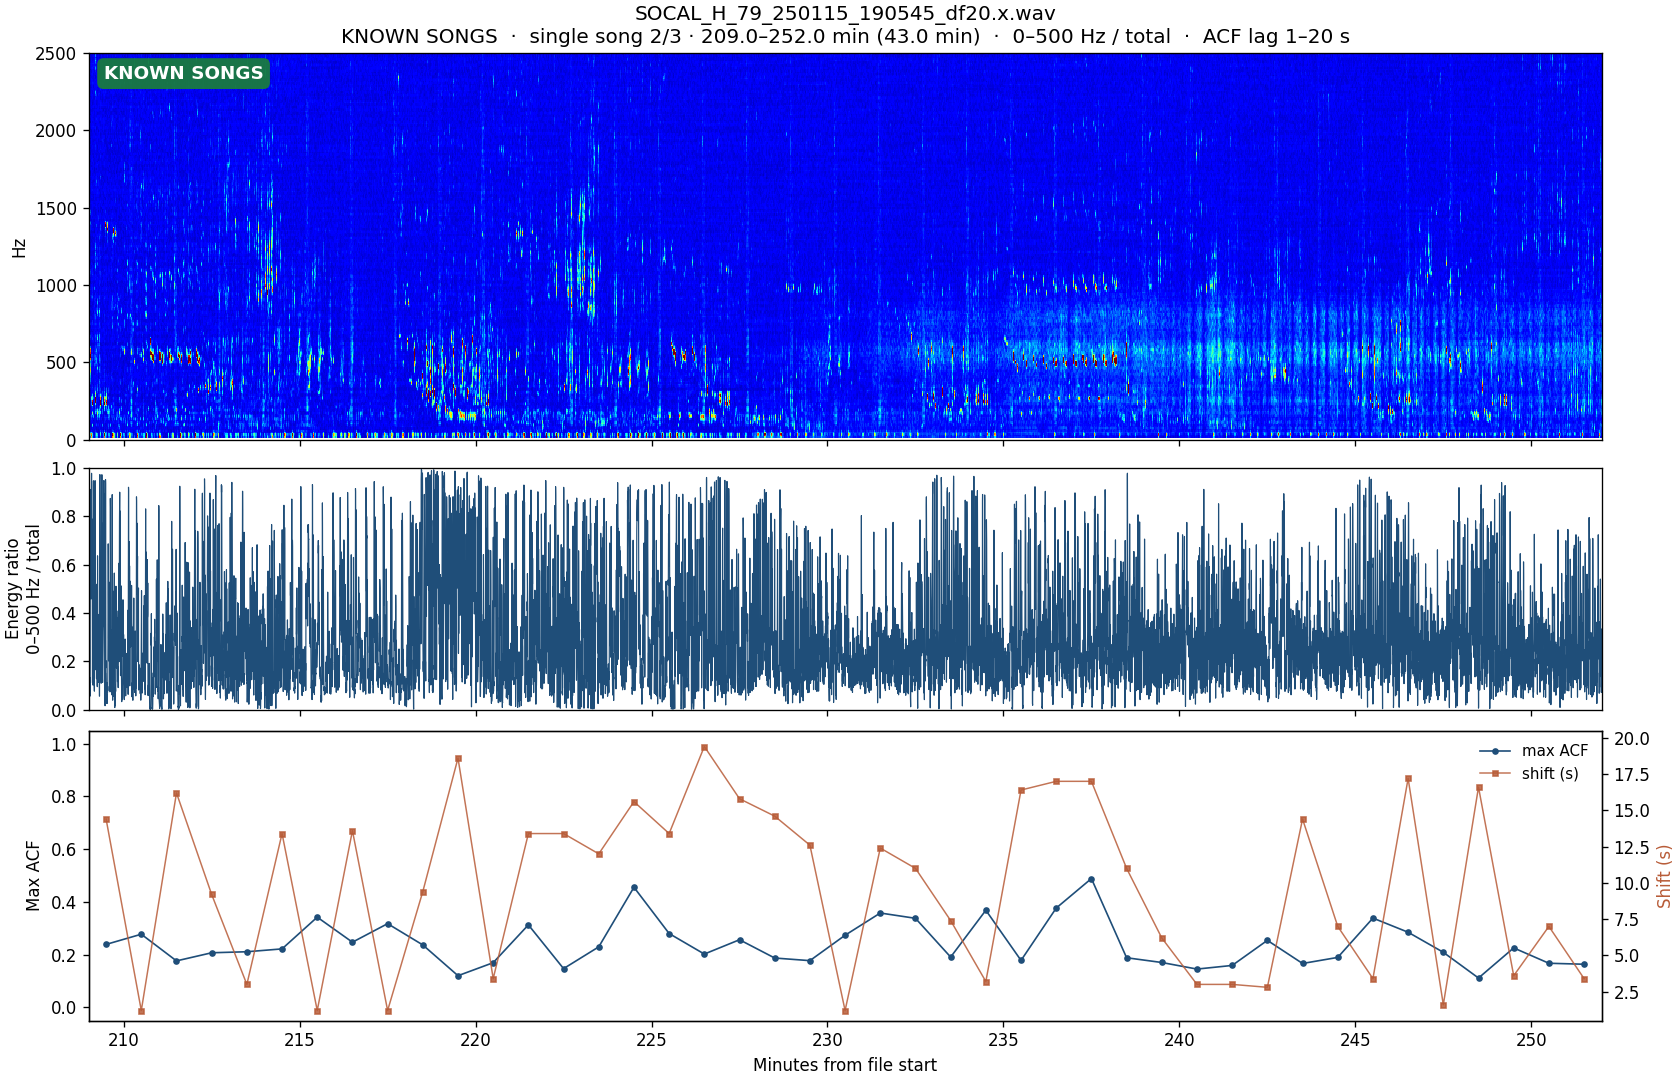 SOCAL_H_79_250115_190545_df20.x.wav
KNOWN SONGS · single song 2/3 · 209.0–252.0 min (43.0 min) · 0–500 Hz / total · ACF lag 1–20 s
KNOWN SONGS
2500
2000
1500
1000
500
0
Hz
1.0
0.8
0.6
0.4
0.2
0.0
Energy ratio
0–500 Hz / total
1.0
0.8
0.6
0.4
0.2
0.0
Max ACF
max ACF
shift (s)
20.0
17.5
15.0
12.5
10.0
7.5
5.0
2.5
Shift (s)
210 215 220 225 230 235 240 245 250
Minutes from file start